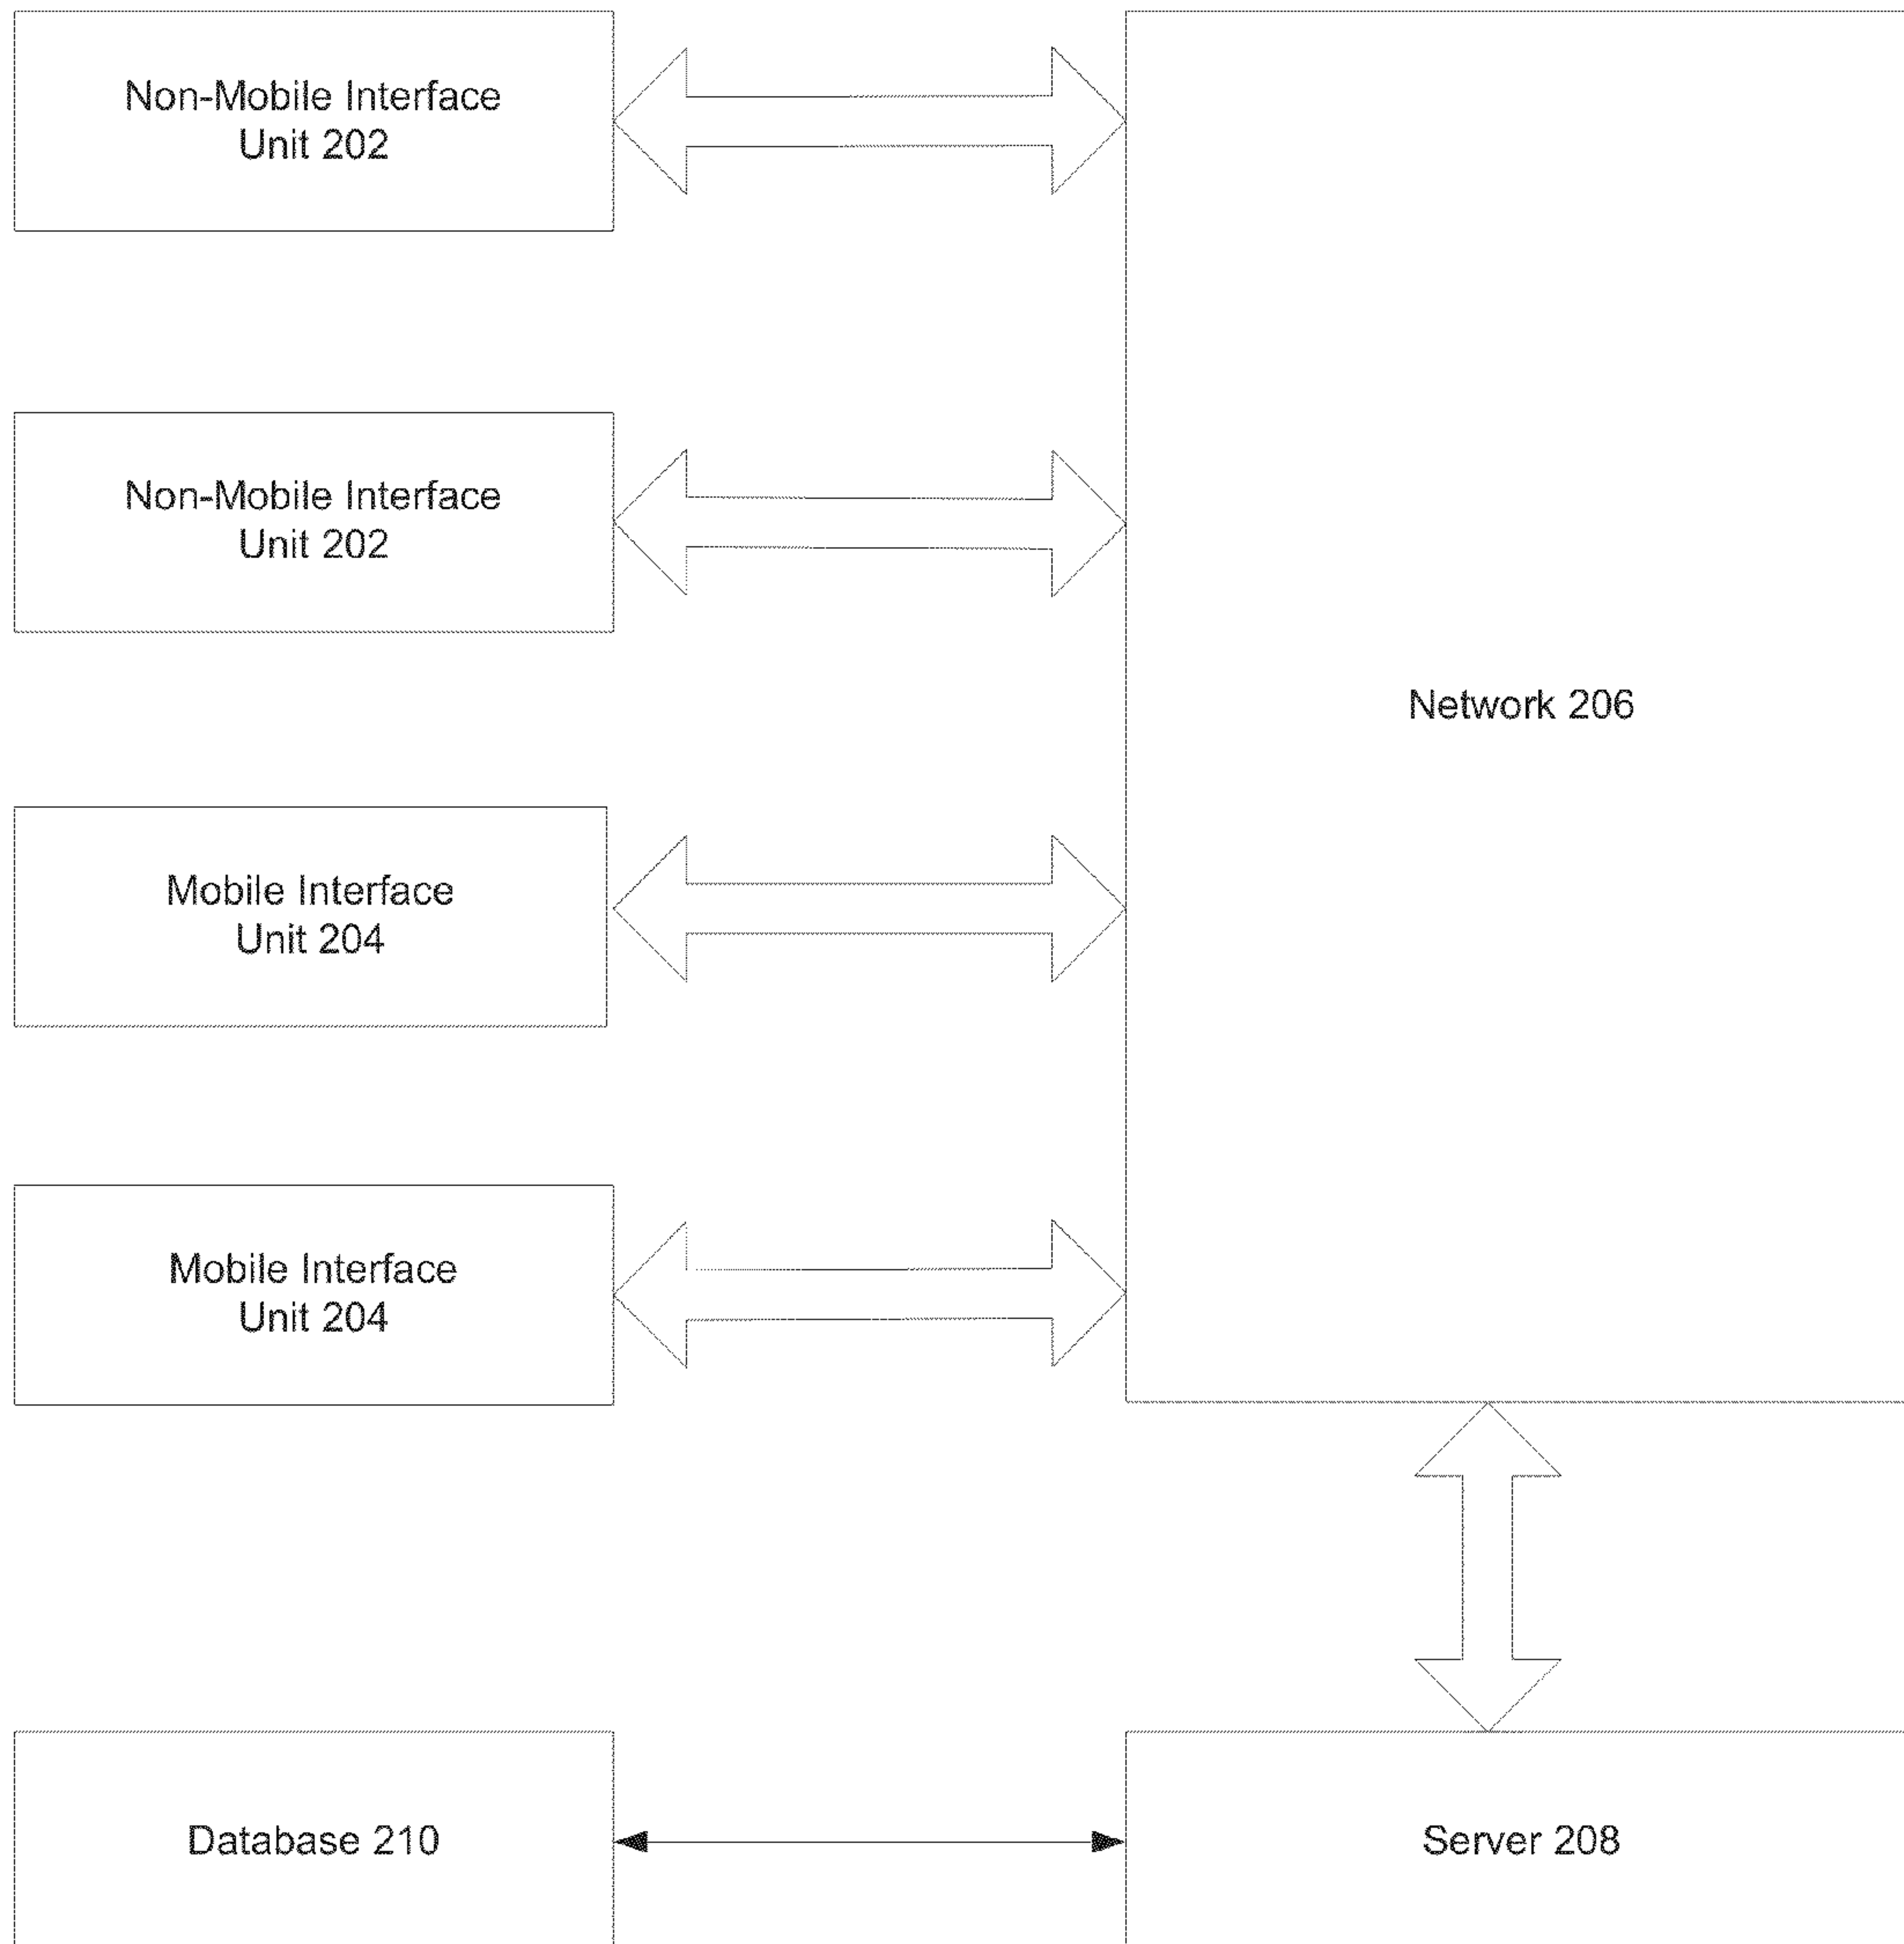 Non-Mobile Interface
Unit 202
Non-Mobile Interface
Unit 202
Network 206
Mobile Interface
Unit 204
Mobile Interface
Unit 204
Database 210
Server 208